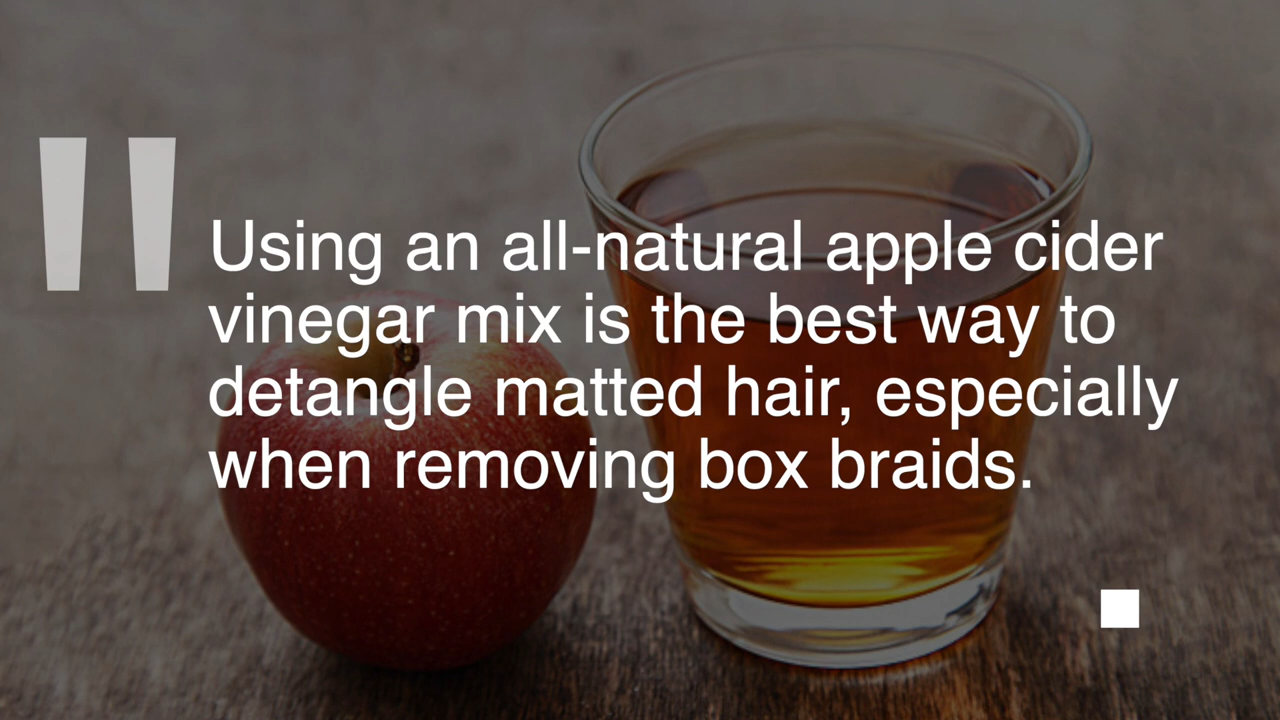 "
Using an all-natural apple cider
vinegar mix is the best way to
detangle matted hair, especially
when removing box braids.